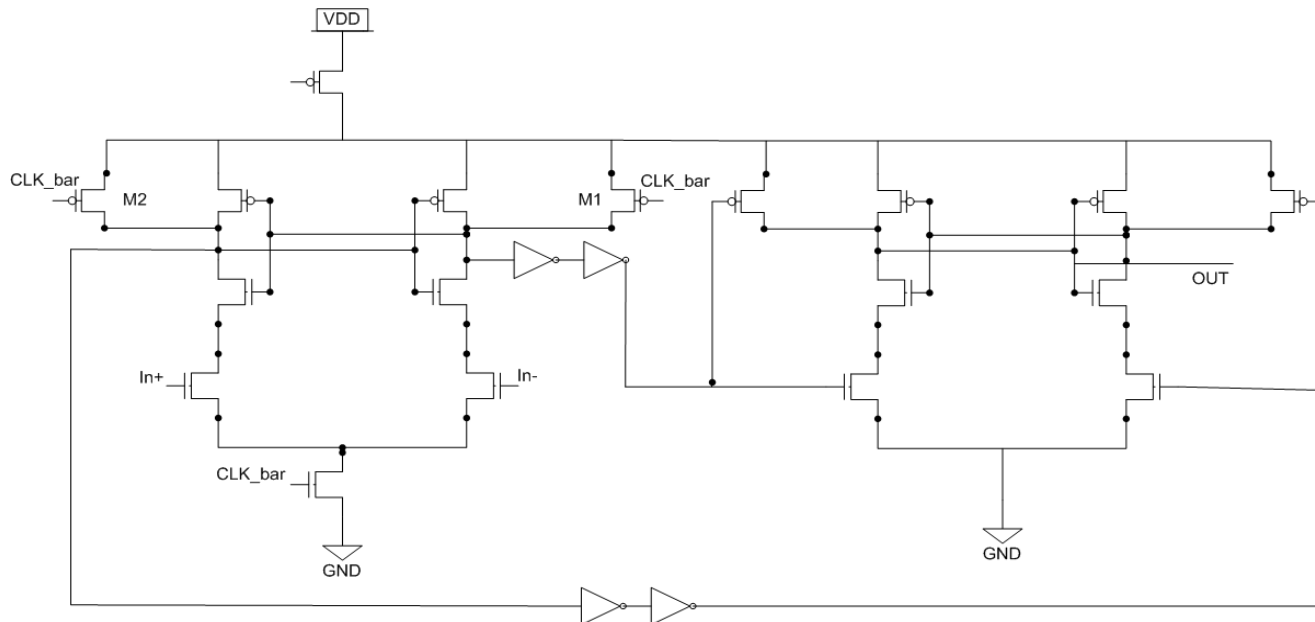 VDD
CLK_bar
M2
M1
CLK_bar
OUT
In+
In-
CLK_bar
GND
GND